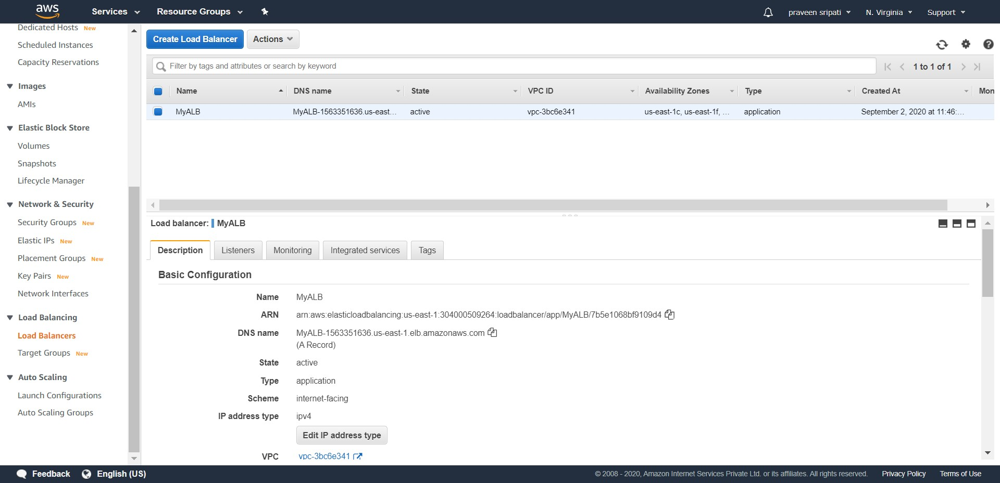 aws Services Resource Groups praveen sripati N. Virginia Support
Dedicated Hosts New
Scheduled Instances
Capacity Reservations
Images
AMIs
Elastic Block Store
Volumes
Snapshots
Lifecycle Manager
Network & Security
Security Groups New
Elastic IPs New
Placement Groups New
Key Pairs New
Network Interfaces
Load Balancing
Load Balancers
Target Groups New
Auto Scaling
Launch Configurations
Auto Scaling Groups
Create Load Balancer Actions
Filter by tags and attributes or search by keyword 1 to 1 of 1
Name DNS name State VPC ID Availability Zones Type Created At Mon
MyALB MyALB-1563351636.us-east... active vpc-3bc6e341 us-east-1c, us-east-1f, ... application September 2, 2020 at 11:46:...
Load balancer: MyALB
Description Listeners Monitoring Integrated services Tags
Basic Configuration
Name MyALB
ARN arn:aws:elasticloadbalancing:us-east-1:304000509264:loadbalancer/app/MyALB/7b5e1068bf9109d4
DNS name MyALB-1563351636.us-east-1.elb.amazonaws.com
(A Record)
State active
Type application
Scheme internet-facing
IP address type ipv4
Edit IP address type
VPC vpc-3bc6e341
Feedback English (US) © 2008 - 2020, Amazon Internet Services Private Ltd. or its affiliates. All rights reserved. Privacy Policy Terms of Use